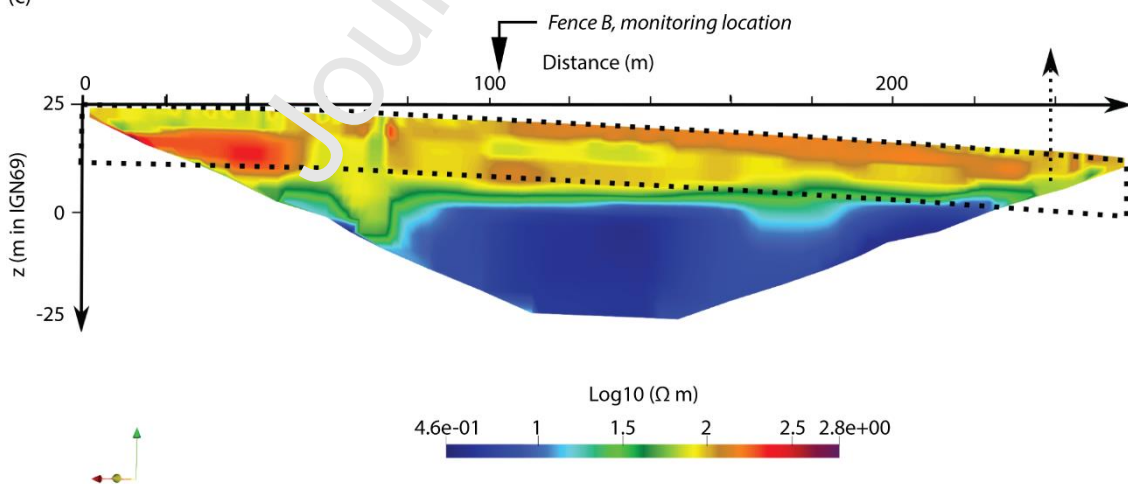 Fence B, monitoring location
Distance (m)
0 100 200
25
0
-25
z (m in IGN69)
Jour
Log10 (Ω m)
4.6e-01 1 1.5 2 2.5 2.8e+00